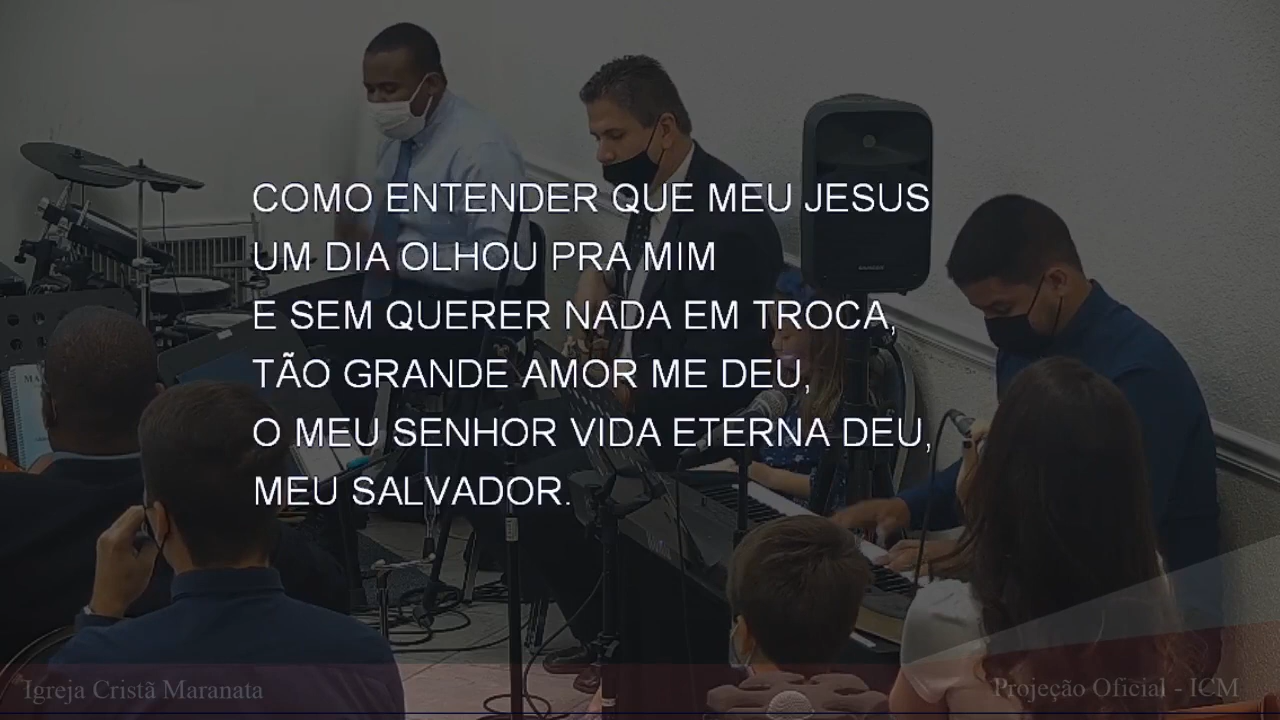 COMO ENTENDER QUE MEU JESUS
UM DIA OLHOU PRA MIM
E SEM QUERER NADA EM TROCA,
TÃO GRANDE AMOR ME DEU,
O MEU SENHOR VIDA ETERNA DEU,
MEU SALVADOR.
Igreja Cristã Maranata
Projeção Oficial - ICM